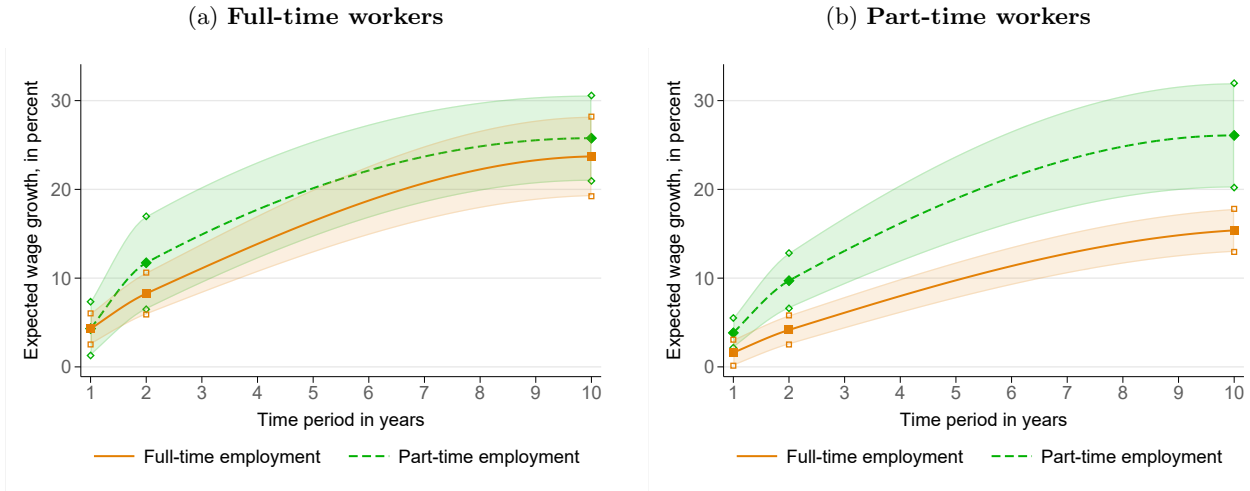 (a) Full-time workers
Expected wage growth, in percent
30
20
10
0
1 2 3 4 5 6 7 8 9 10
Time period in years
Full-time employment Part-time employment
(b) Part-time workers
Expected wage growth, in percent
30
20
10
0
1 2 3 4 5 6 7 8 9 10
Time period in years
Full-time employment Part-time employment